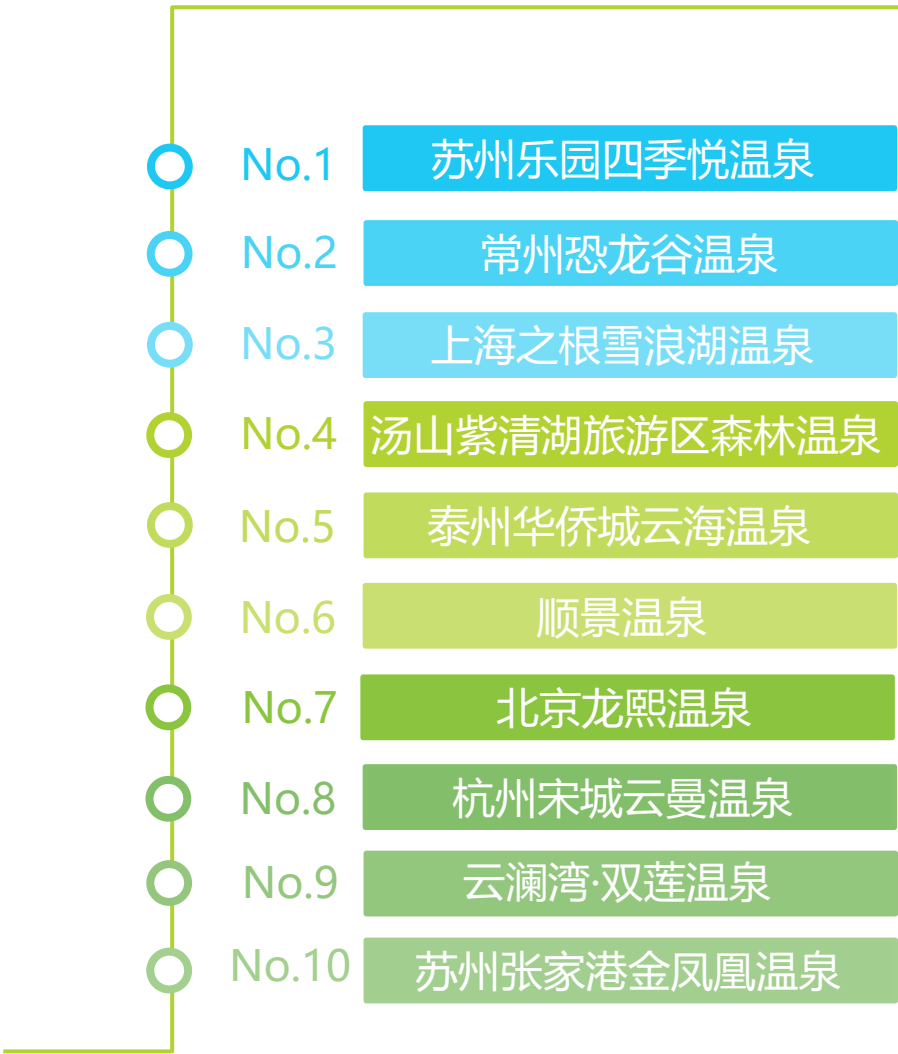 No.1 苏州乐园四季悦温泉
No.2 常州恐龙谷温泉
No.3 上海之根雪浪湖温泉
No.4 汤山紫清湖旅游区森林温泉
No.5 泰州华侨城云海温泉
No.6 顺景温泉
No.7 北京龙熙温泉
No.8 杭州宋城云曼温泉
No.9 云澜湾·双莲温泉
No.10 苏州张家港金凤凰温泉